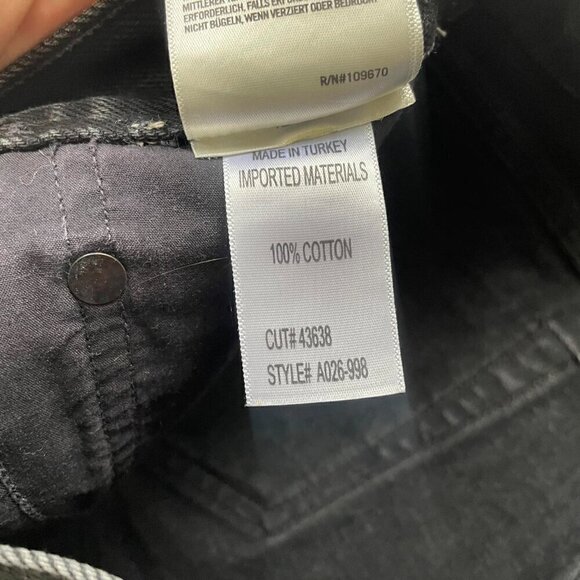 MITTLERER
ERFORDERLICH, FALLS ERF
NICHT BÜGELN, WENN VERZIERT ODER BEDRUCKT
R/N#109670
MADE IN TURKEY
IMPORTED MATERIALS
100% COTTON
CUT# 43638
STYLE# A026-998